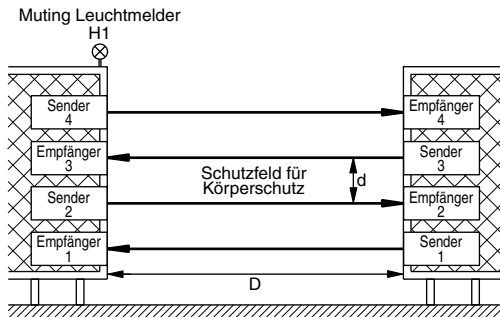 Muting Leuchtmelder
H1
Sender
4
Empfänger
4
Empfänger
3
Sender
3
Schutzfeld für
Körperschutz
d
Sender
2
Empfänger
2
Empfänger
1
Sender
1
D